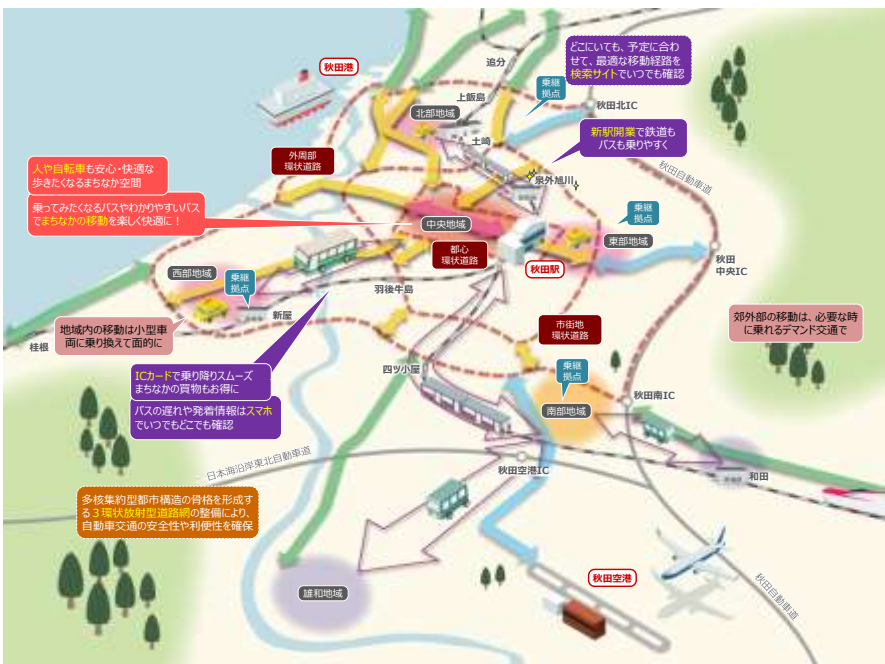 追分
どこにいても、予定に合わ
せて、最適な移動経路を
検索サイトでいつでも確認
秋田港
乗継
拠点
上飯島
秋田北IC
北部地域
土崎
新駅開業で鉄道も
バスも乗りやすく
外周部
環状道路
秋田自動車道
人や自転車も安心・快適な
歩きたくなるまちなか空間
泉外旭川
乗ってみたくなるバスやわかりやすいバス
でまちなかの移動を楽しく快適に！
中央地域
乗継
拠点
東部地域
都心
環状道路
秋田駅
秋田
中央IC
西部地域
乗継
拠点
羽後牛島
新屋
桂根
地域内の移動は小型車
両に乗り換えて面的に
市街地
環状道路
郊外部の移動は、必要な時
に乗れるデマンド交通で
四ツ小屋
乗継
拠点
ICカードで乗り降りスムーズ
まちなかの買物もお得に
バスの遅れや発着情報はスマホ
でいつでもどこでも確認
南部地域
秋田南IC
日本海沿岸東北自動車道
秋田空港IC
和田
多核集約型都市構造の骨格を形成す
る３環状放射型道路網の整備により、
自動車交通の安全性や利便性を確保
秋田空港
秋田自動車道
雄和地域